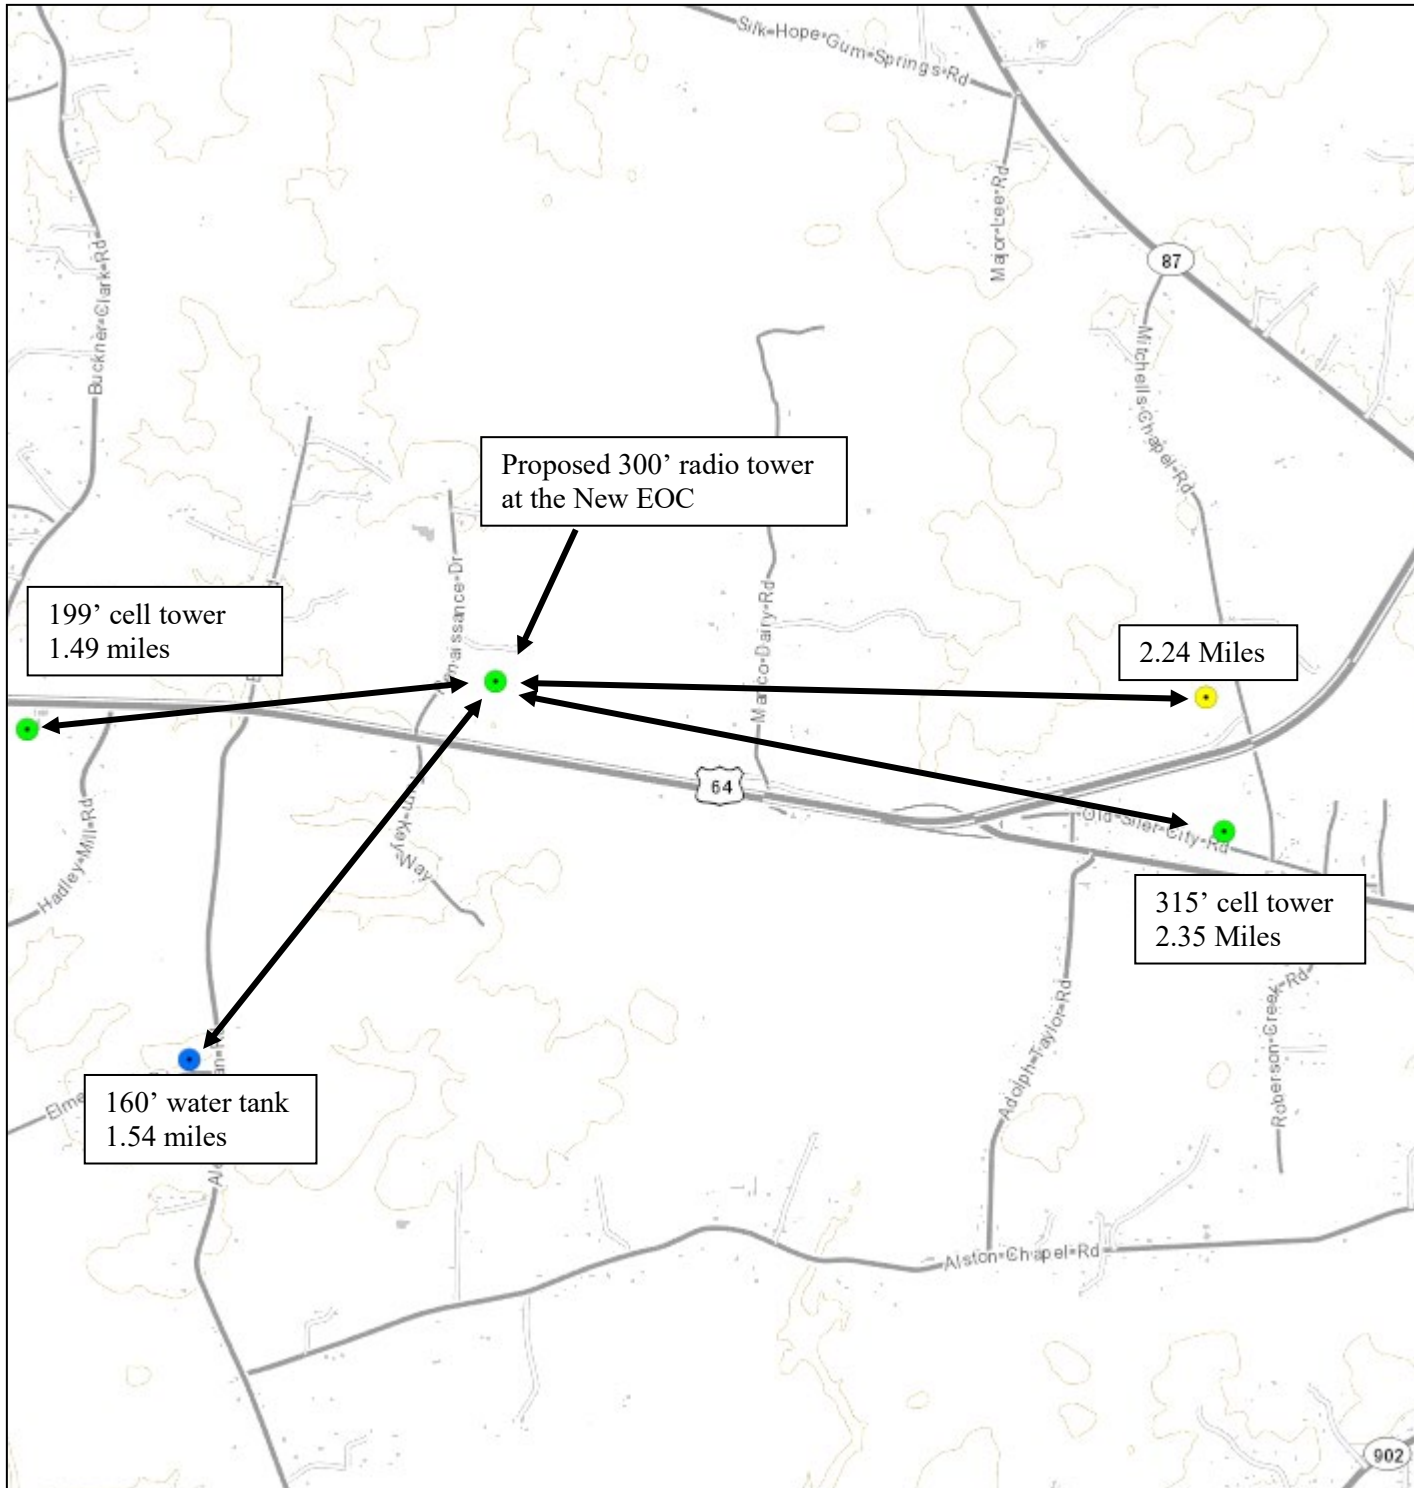 Silk-Hope-Gum-Springs-Rd
Major-Lee-Rd
87
Buckner-Clark-Rd
Mitchells-Chapel-Rd
Proposed 300’ radio tower
at the New EOC
199’ cell tower
1.49 miles
Manco-Dairy-Rd
2.24 Miles
64
Old-Siler-City-Rd
Hadley-Mill-Rd
Way
315’ cell tower
2.35 Miles
Roberson-Creek-Rd
Adolph-Taylor-Rd
160’ water tank
1.54 miles
Alston-Chapel-Rd
902